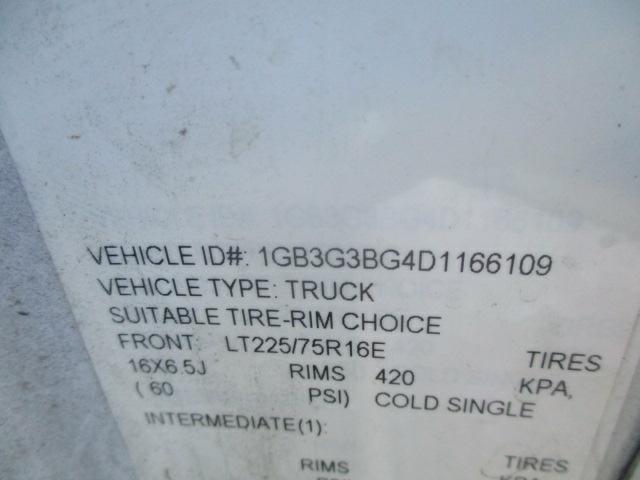 VEHICLE ID#: 1GB3G3BG4D1166109
VEHICLE TYPE: TRUCK
SUITABLE TIRE-RIM CHOICE
FRONT: LT225/75R16E TIRES
16X6.5J RIMS 420 KPA,
( 60 PSI) COLD SINGLE
INTERMEDIATE(1):
RIMS TIRES